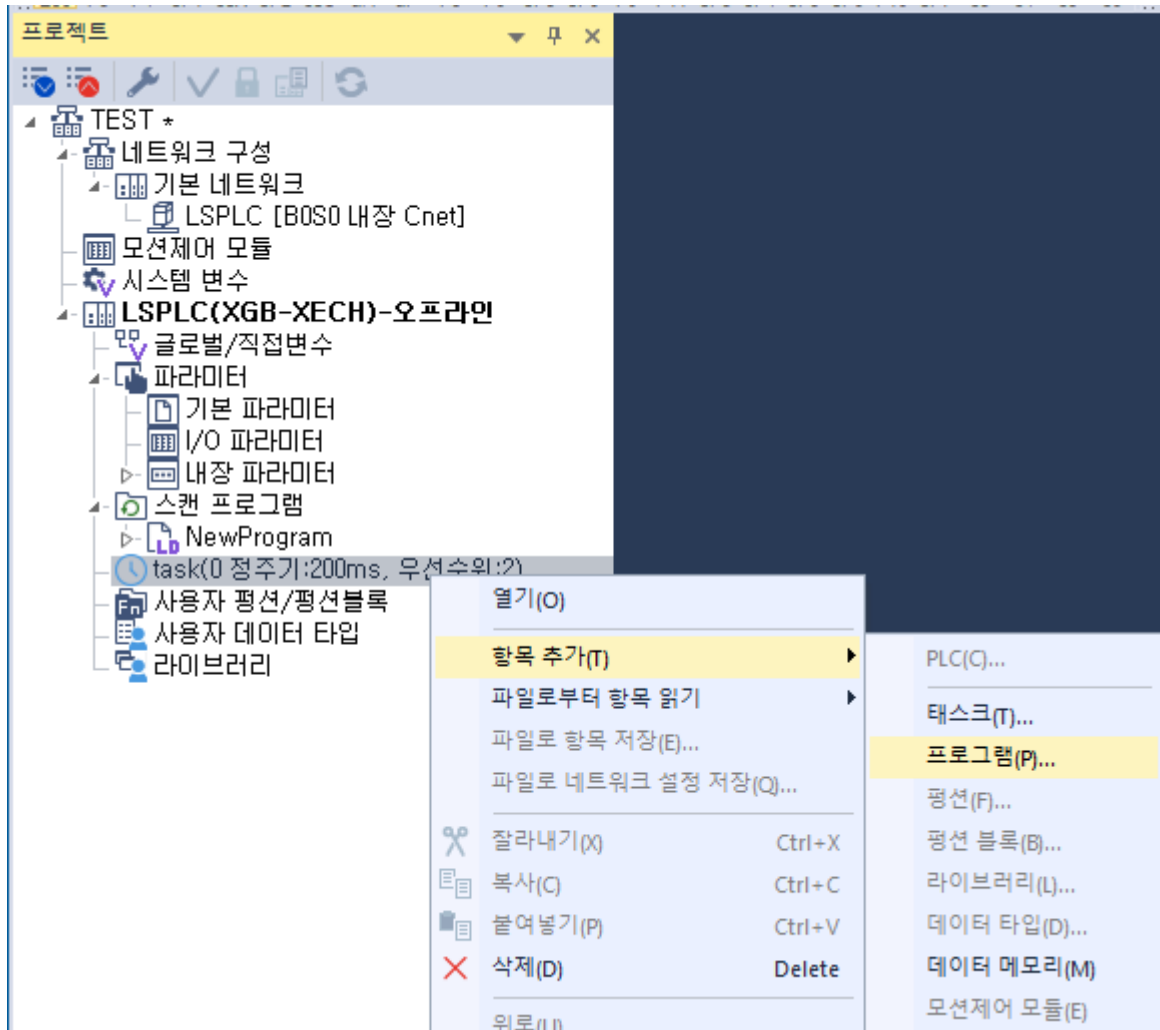 프로젝트
TEST *
네트워크 구성
기본 네트워크
LSPLC [B0S0 내장 Cnet]
모션제어 모듈
시스템 변수
LSPLC(XGB-XECH)-오프라인
글로벌/직접변수
파라미터
기본 파라미터
I/O 파라미터
내장 파라미터
스캔 프로그램
NewProgram
task(0 정주기:200ms, 우선순위:2)
사용자 평션/평션블록
사용자 데이터 타입
라이브러리
열기(O)
항목 추가(T)
파일로부터 항목 읽기
파일로 항목 저장(E)...
파일로 네트워크 설정 저장(Q)...
잘라내기(X) Ctrl+X
복사(C) Ctrl+C
붙여넣기(P) Ctrl+V
삭제(D) Delete
위로(U)
PLC(C)...
태스크(T)...
프로그램(P)...
평션(F)...
평션 블록(B)...
라이브러리(L)...
데이터 타입(D)...
데이터 메모리(M)
모션제어 모듈(E)